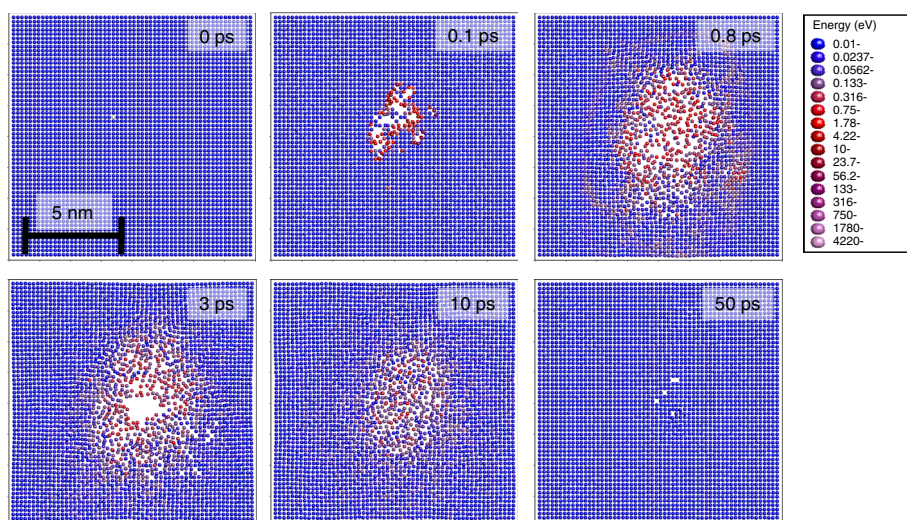 0 ps
0.1 ps
0.8 ps
5 nm
Energy (eV)
0.01-
0.0237-
0.0562-
0.133-
0.316-
0.75-
1.78-
4.22-
10-
23.7-
56.2-
133-
316-
750-
1780-
4220-
3 ps
10 ps
50 ps